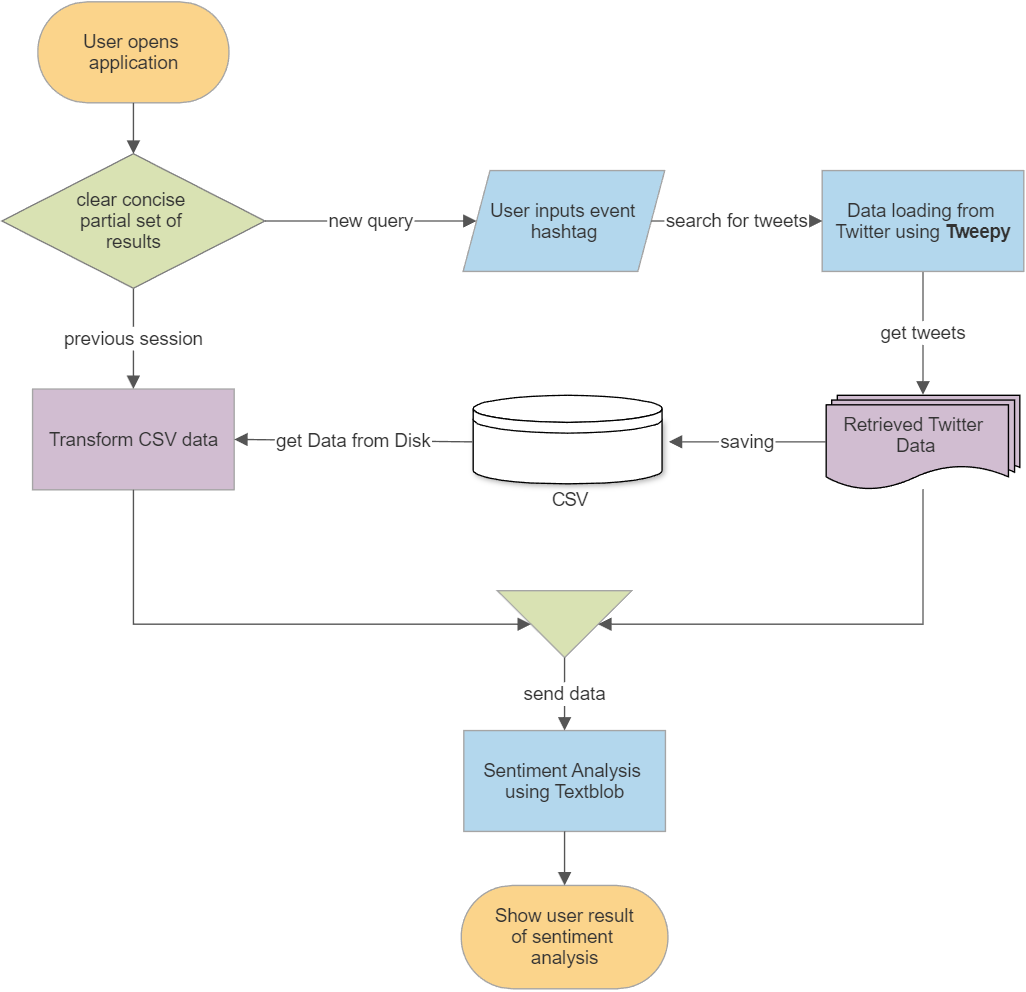 User opens
application
clear concise
partial set of
results
new query
User inputs event
hashtag
search for tweets
Data loading from
Twitter using Tweepy
previous session
get tweets
Transform CSV data
get Data from Disk
CSV
saving
Retrieved Twitter
Data
send data
Sentiment Analysis
using Textblob
Show user result
of sentiment
analysis